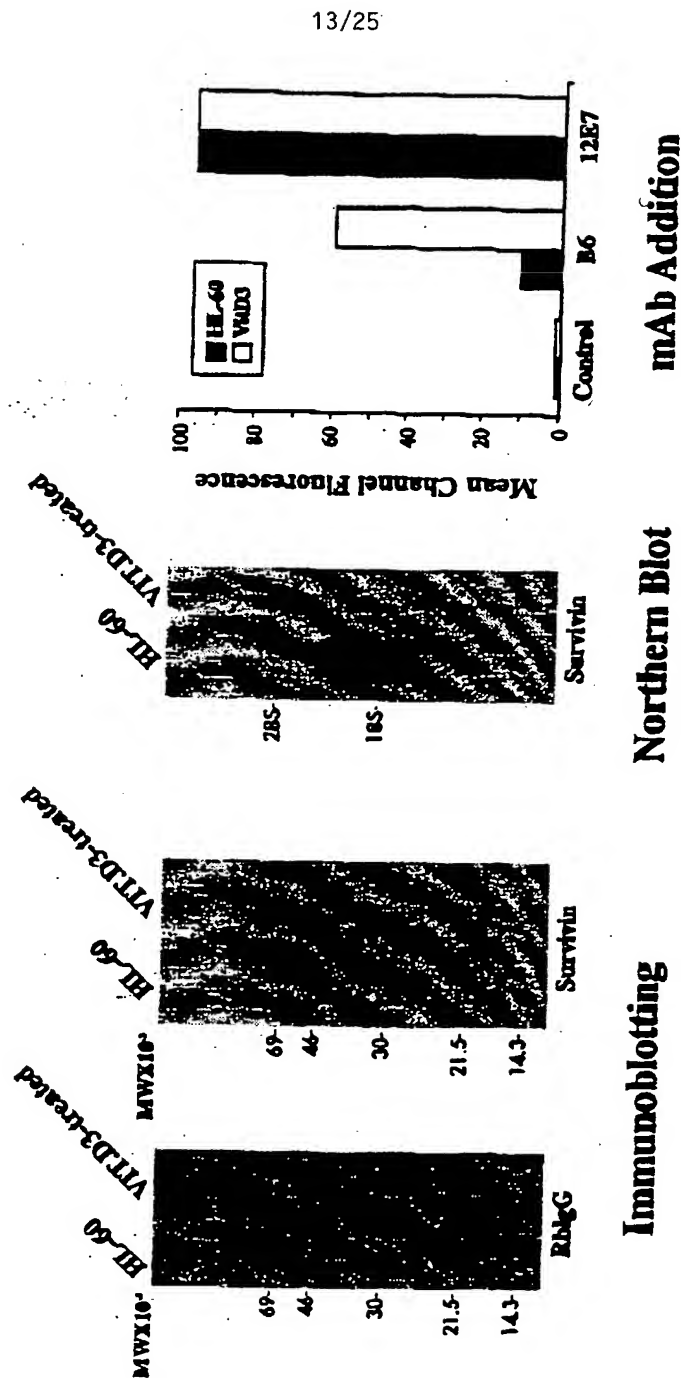 13/25
HL-60
VIT.D3-treated
MWX10⁻³
69-
46-
30-
21.5-
14.3-
RbIgG
HL-60
VIT.D3-treated
MWX10⁻³
69-
46-
30-
21.5-
14.3-
Survivin
Immunoblotting
HL-60
VIT.D3-treated
28S-
18S-
Survivin
Northern Blot
Mean Channel Fluorescence
100
80
60
40
20
0
HL-60
VitD3
Control
B6
12E7
mAb Addition